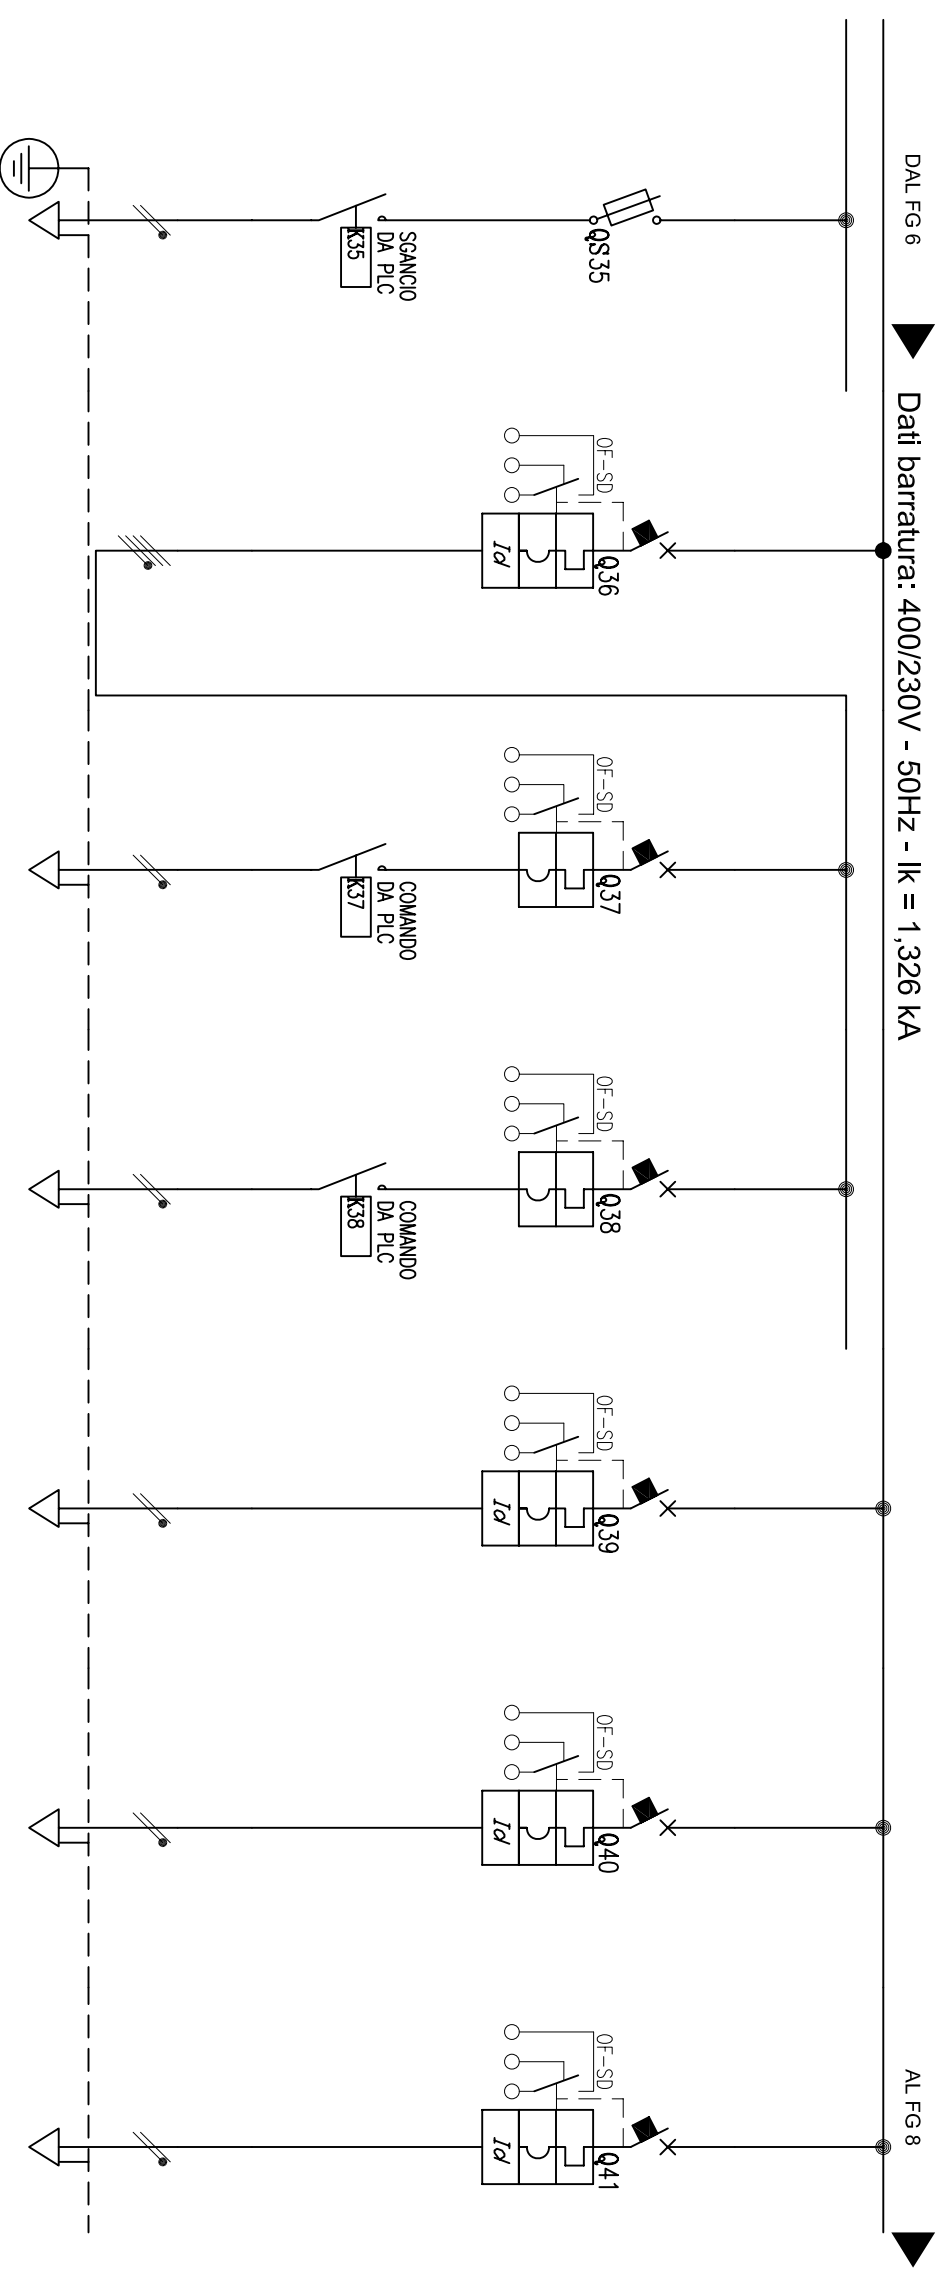 DAL FG 6
Dati barratura: 400/230V - 50Hz - Ik = 1,326 kA
AL FG 8
QS35
SGANCIO
DA PLC
K35
OF-SD
Q36
Id
OF-SD
Q37
COMANDO
DA PLC
K37
OF-SD
Q38
COMANDO
DA PLC
K38
OF-SD
Q39
Id
OF-SD
Q40
Id
OF-SD
Q41
Id